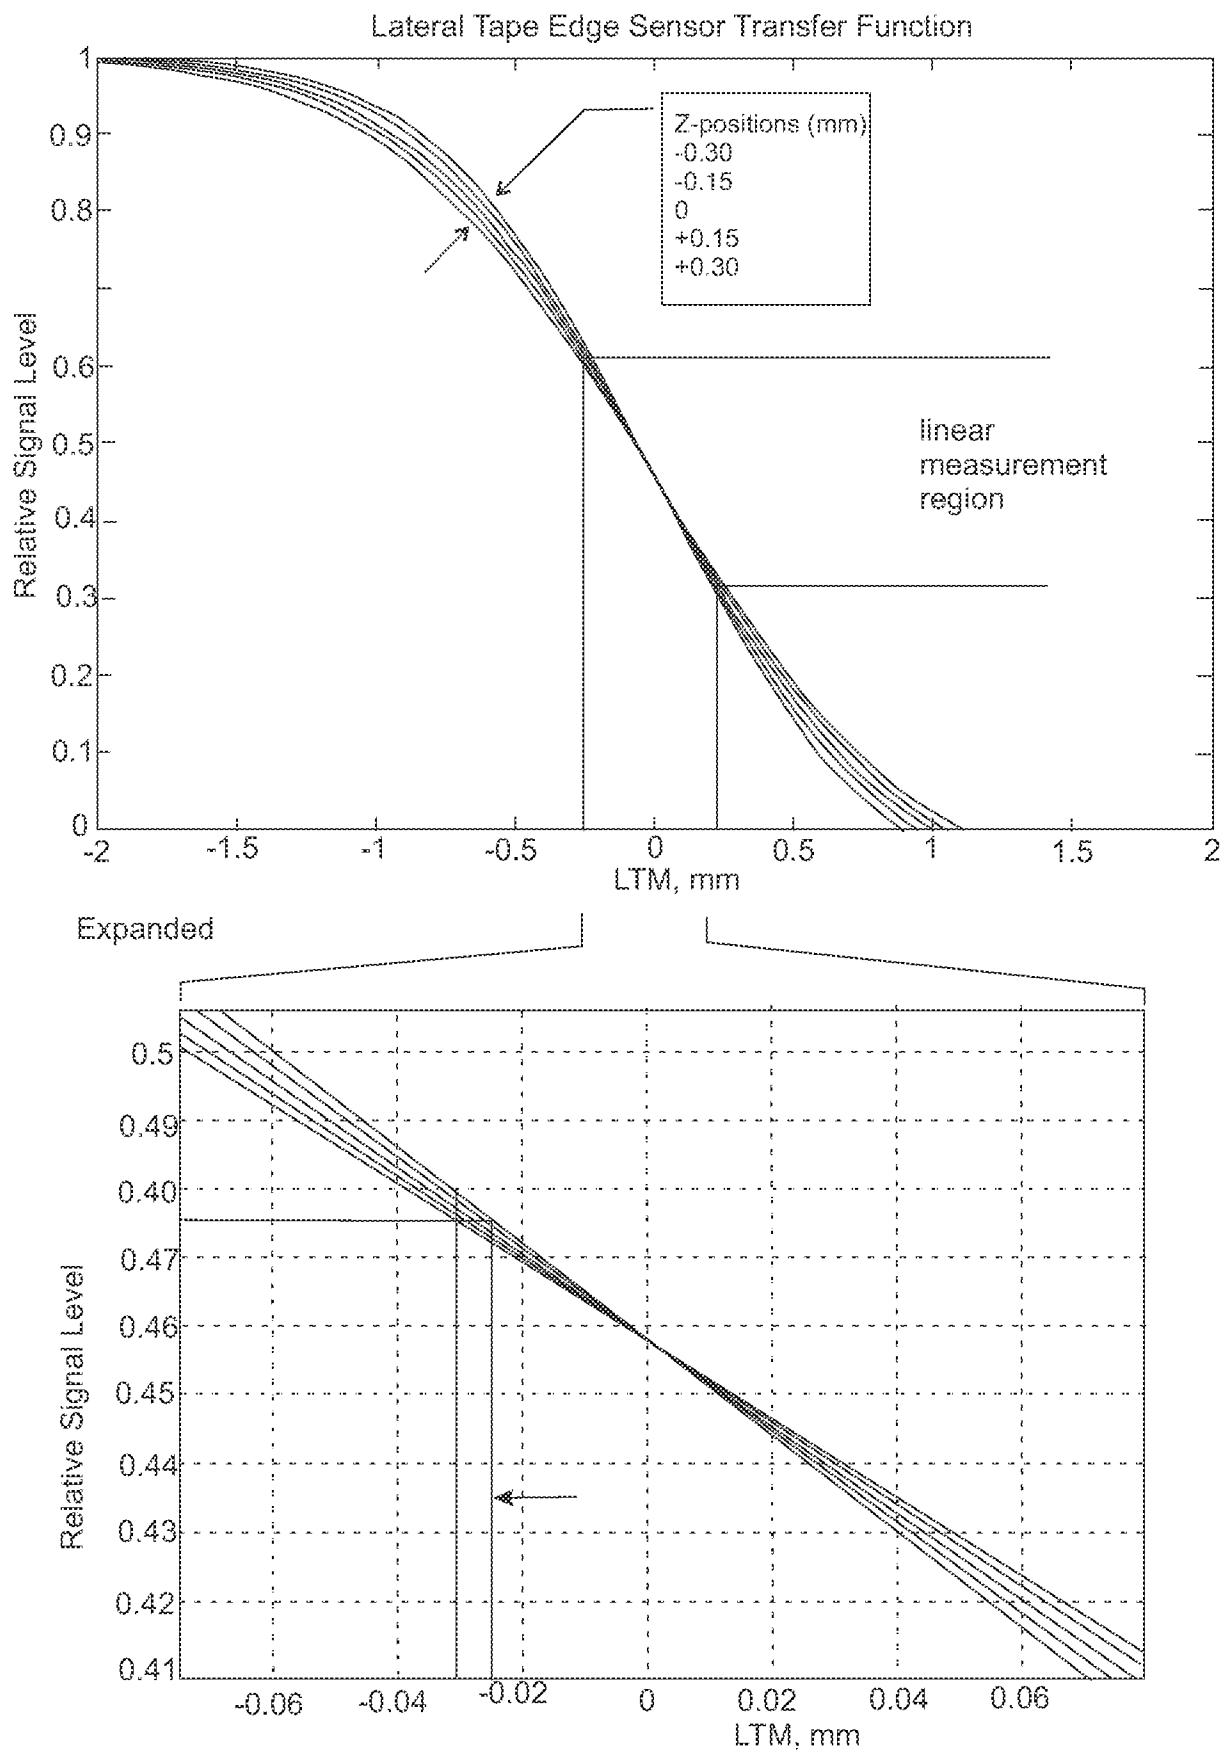 Lateral Tape Edge Sensor Transfer Function
1
0.9
0.8
0.6
0.5
0.4
0.3
0.2
0.1
0
Relative Signal Level
Z-positions (mm)
-0.30
-0.15
0
+0.15
+0.30
linear
measurement
region
-2 -1.5 -1 -0.5 0 0.5 1 1.5 2
LTM, mm
Expanded
0.5
0.49
0.40
0.47
0.46
0.45
0.44
0.43
0.42
0.41
Relative Signal Level
-0.06 -0.04 -0.02 0 0.02 0.04 0.06
LTM, mm